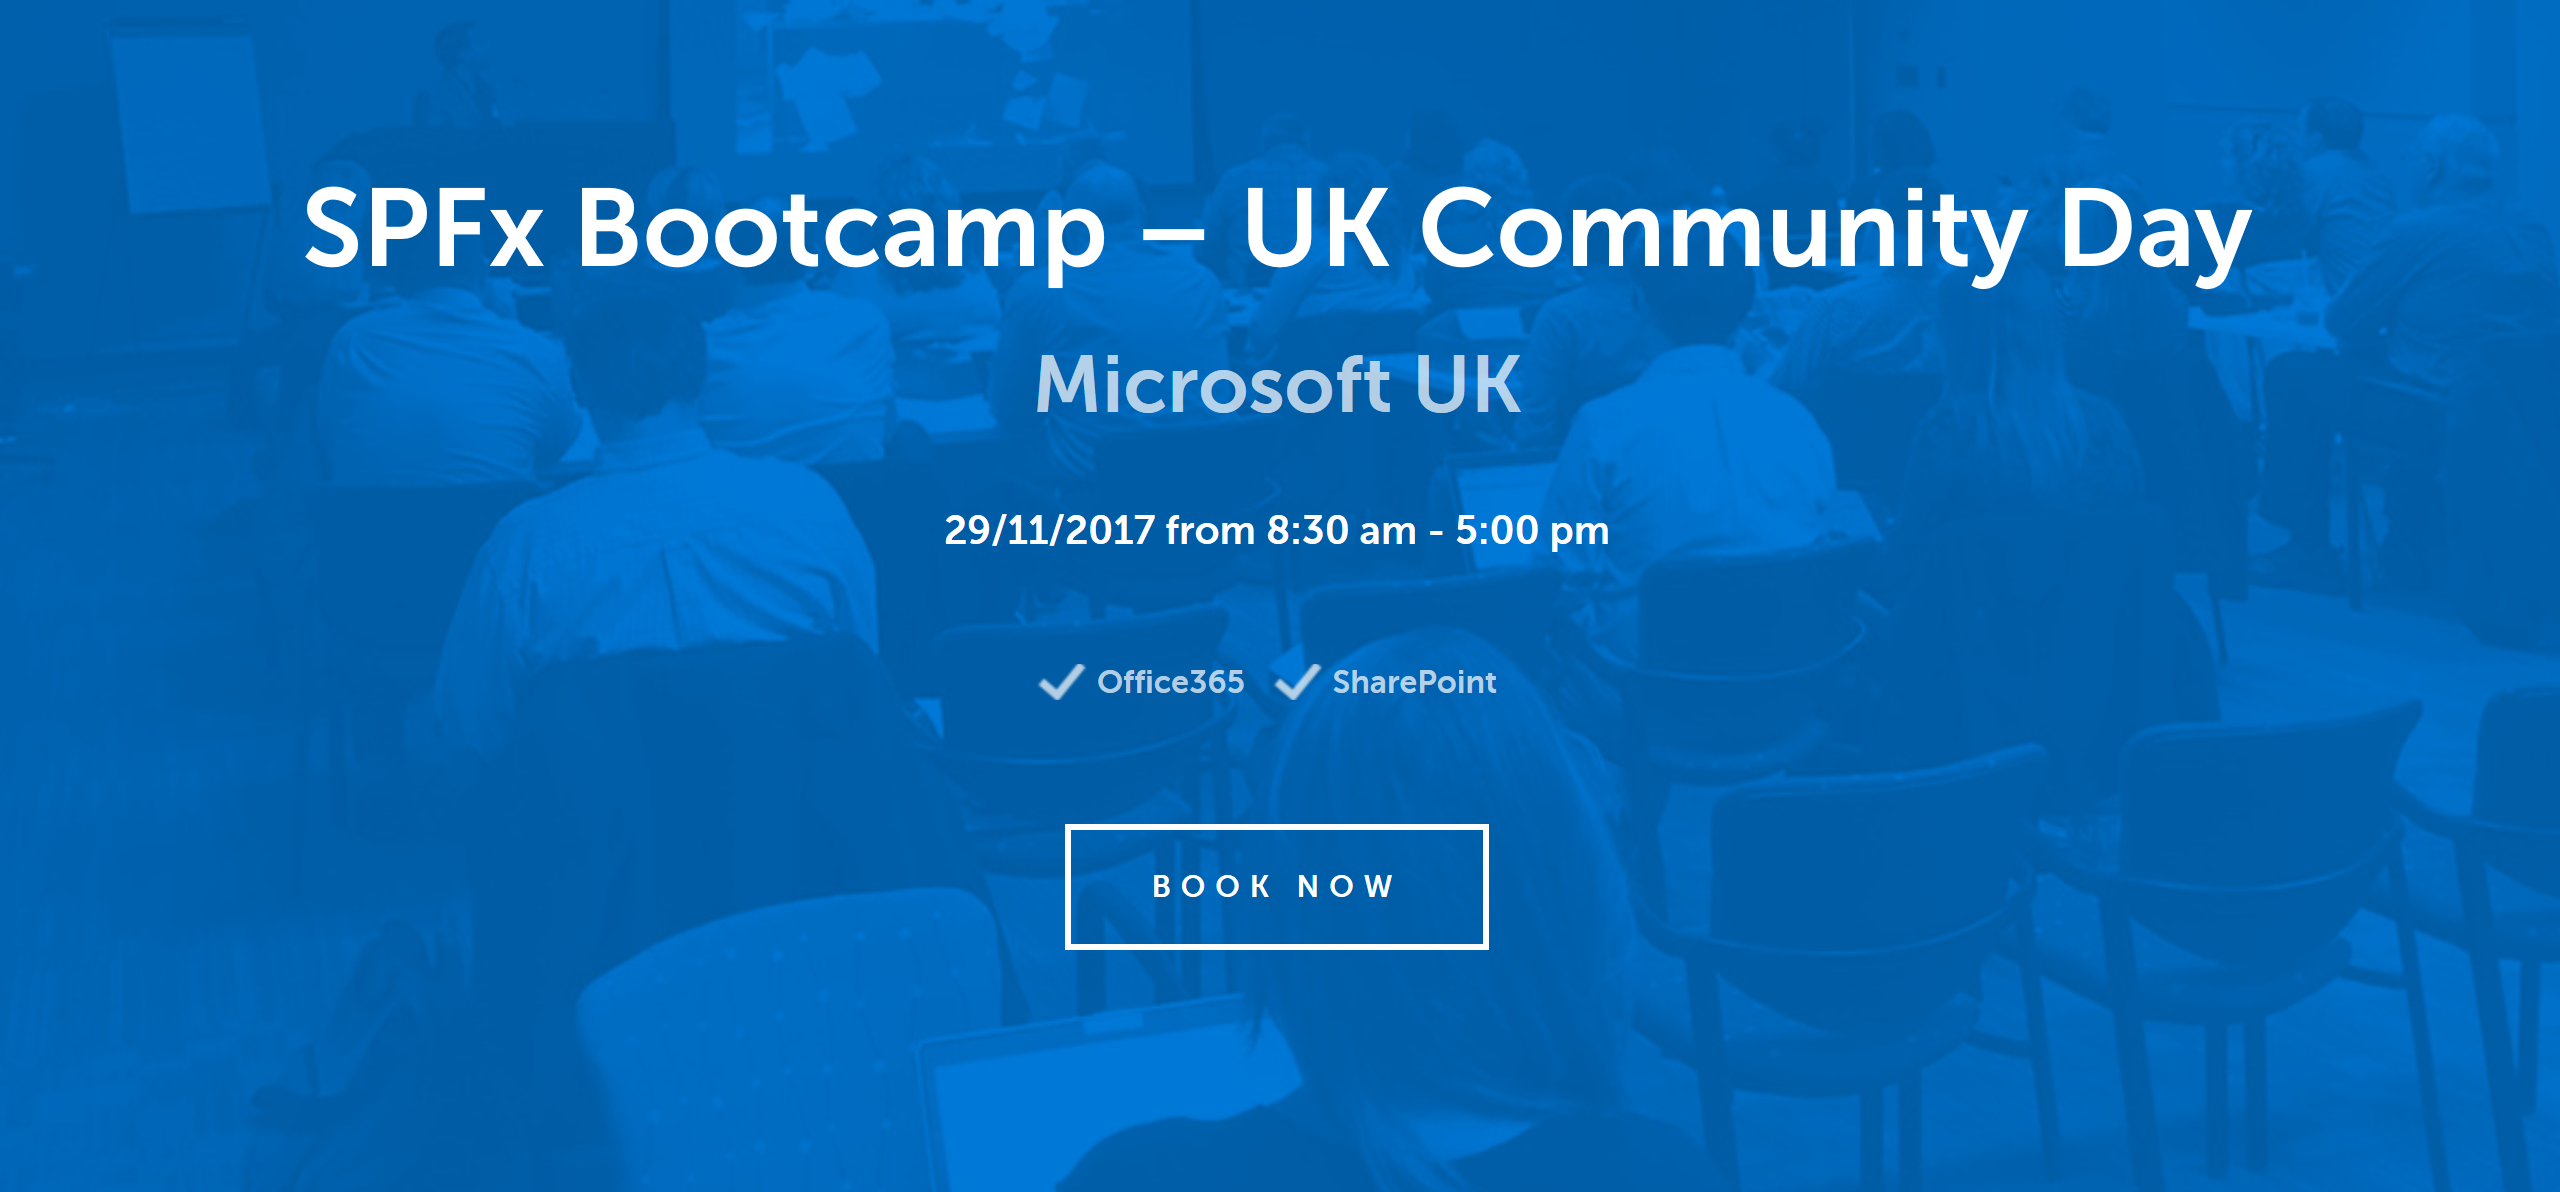 SPFx Bootcamp – UK Community Day
Microsoft UK
29/11/2017 from 8:30 am - 5:00 pm
Office365 SharePoint
BOOK NOW